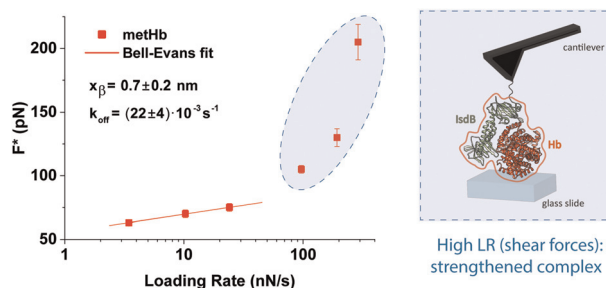 metHb
Bell-Evans fit
xβ = 0.7±0.2 nm
koff = (22±4)·10⁻³s⁻¹
F* (pN)
200
150
100
50
1
10
100
Loading Rate (nN/s)
cantilever
IsdB
Hb
glass slide
High LR (shear forces):
strengthened complex